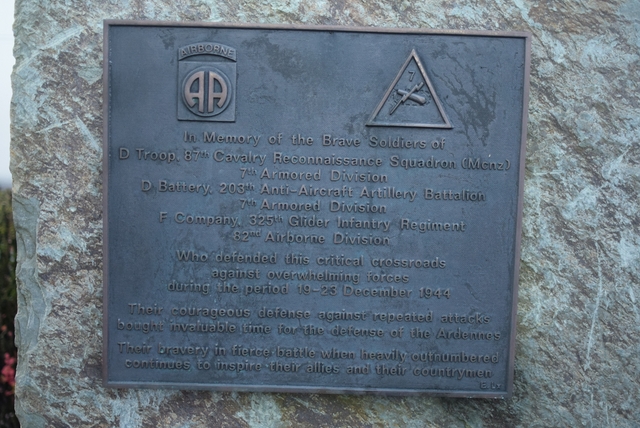 AIRBORNE
AA
7
In Memory of the Brave Soldiers of
D Troop, 87th Cavalry Reconnaissance Squadron (Mcnz)
7th Armored Division
D Battery, 203th Anti-Aircraft Artillery Battalion
7th Armored Division
F Company, 325th Glider Infantry Regiment
82nd Airborne Division
Who defended this critical crossroads
against overwhelming forces
during the period 19-23 December 1944
Their courageous defense against repeated attacks
bought invaluable time for the defense of the Ardennes
Their bravery in fierce battle when heavily outnumbered
continues to inspire their allies and their countrymen